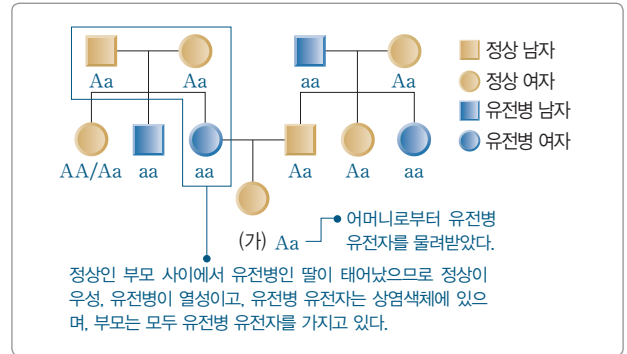 정상 남자
정상 여자
유전병 남자
유전병 여자
Aa Aa aa Aa
AA/Aa aa aa Aa Aa aa
(가) Aa
어머니로부터 유전병
유전자를 물려받았다.
정상인 부모 사이에서 유전병인 딸이 태어났으므로 정상이
우성, 유전병이 열성이고, 유전병 유전자는 상염색체에 있으
며, 부모는 모두 유전병 유전자를 가지고 있다.